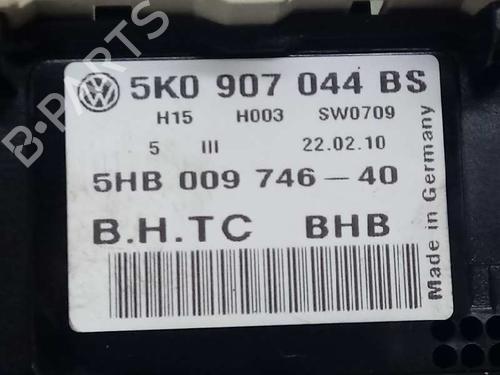 B-PARTS
5K0 907 044 BS
H15 H003 SW0709
5 III 22.02.10
5HB 009 746-40
B.H.TC BHB
Made in Germany